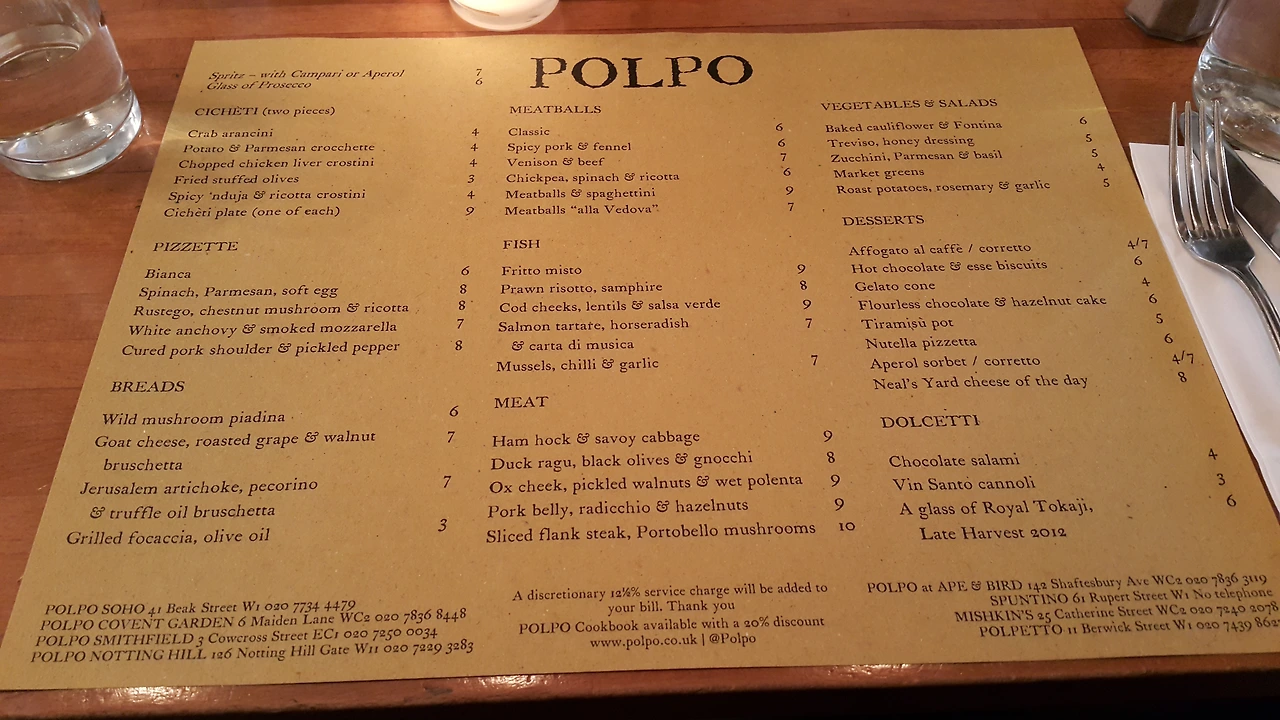 POLPO
Spritz – with Campari or Aperol 7
Glass of Prosecco 6
CICHÈTI (two pieces)
Crab arancini 4
Potato & Parmesan crocchette 4
Chopped chicken liver crostini 4
Fried stuffed olives 3
Spicy 'nduja & ricotta crostini 4
Cichèti plate (one of each) 9
PIZZETTE
Bianca 6
Spinach, Parmesan, soft egg 8
Rustego, chestnut mushroom & ricotta 8
White anchovy & smoked mozzarella 7
Cured pork shoulder & pickled pepper 8
BREADS
Wild mushroom piadina 6
Goat cheese, roasted grape & walnut 7
bruschetta
Jerusalem artichoke, pecorino 7
& truffle oil bruschetta
Grilled focaccia, olive oil 3
MEATBALLS
Classic 6
Spicy pork & fennel 6
Venison & beef 7
Chickpea, spinach & ricotta 6
Meatballs & spaghettini 9
Meatballs "alla Vedova" 7
FISH
Fritto misto 9
Prawn risotto, samphire 8
Cod cheeks, lentils & salsa verde 9
Salmon tartare, horseradish 7
& carta di musica
Mussels, chilli & garlic 7
MEAT
Ham hock & savoy cabbage 9
Duck ragu, black olives & gnocchi 8
Ox cheek, pickled walnuts & wet polenta 9
Pork belly, radicchio & hazelnuts 9
Sliced flank steak, Portobello mushrooms 10
VEGETABLES & SALADS
Baked cauliflower & Fontina 6
Treviso, honey dressing 5
Zucchini, Parmesan & basil 5
Market greens 4
Roast potatoes, rosemary & garlic 5
DESSERTS
Affogato al caffè / corretto 4/7
Hot chocolate & esse biscuits 6
Gelato cone 4
Flourless chocolate & hazelnut cake 6
Tiramisù pot 5
Nutella pizzetta 6
Aperol sorbet / corretto 4/7
Neal's Yard cheese of the day 8
DOLCETTI
Chocolate salami 4
Vin Santo cannoli 3
A glass of Royal Tokaji, 6
Late Harvest 2012
POLPO SOHO 41 Beak Street W1 020 7734 4479
POLPO COVENT GARDEN 6 Maiden Lane WC2 020 7836 8448
POLPO SMITHFIELD 3 Cowcross Street EC1 020 7250 0034
POLPO NOTTING HILL 126 Notting Hill Gate W11 020 7229 3283
A discretionary 12½% service charge will be added to
your bill. Thank you
POLPO Cookbook available with a 20% discount
www.polpo.co.uk | @Polpo
POLPO at APE & BIRD 142 Shaftesbury Ave WC2 020 7836 3119
SPUNTINO 61 Rupert Street W1 No telephone
MISHKIN'S 25 Catherine Street WC2 020 7240 2078
POLPETTO 11 Berwick Street W1 020 7439